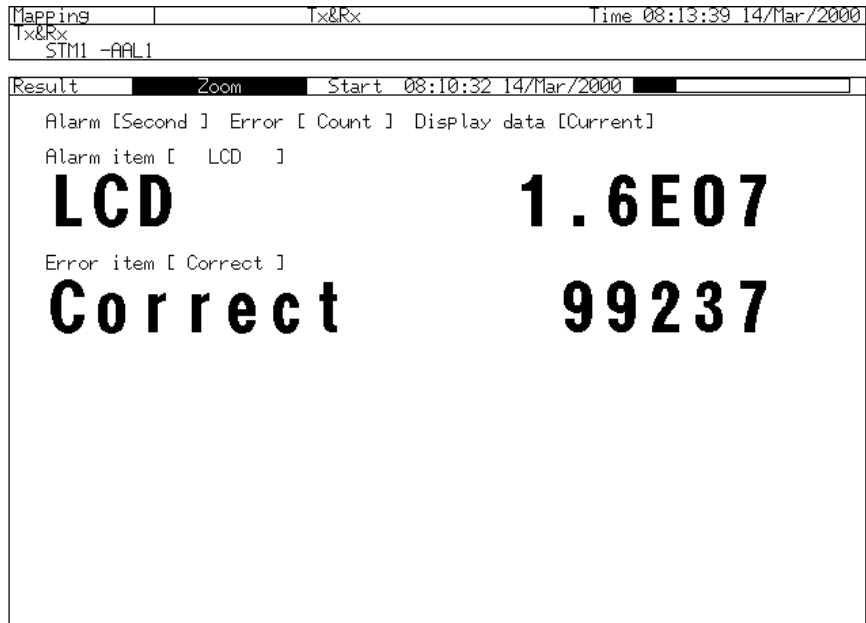 Mapping Tx&Rx Time 08:13:39 14/Mar/2000
Tx&Rx
STM1 -AAL1
Result Zoom Start 08:10:32 14/Mar/2000
Alarm [Second ] Error [ Count ] Display data [Current]
Alarm item [ LCD ]
LCD 1.6E07
Error item [ Correct ]
Correct 99237